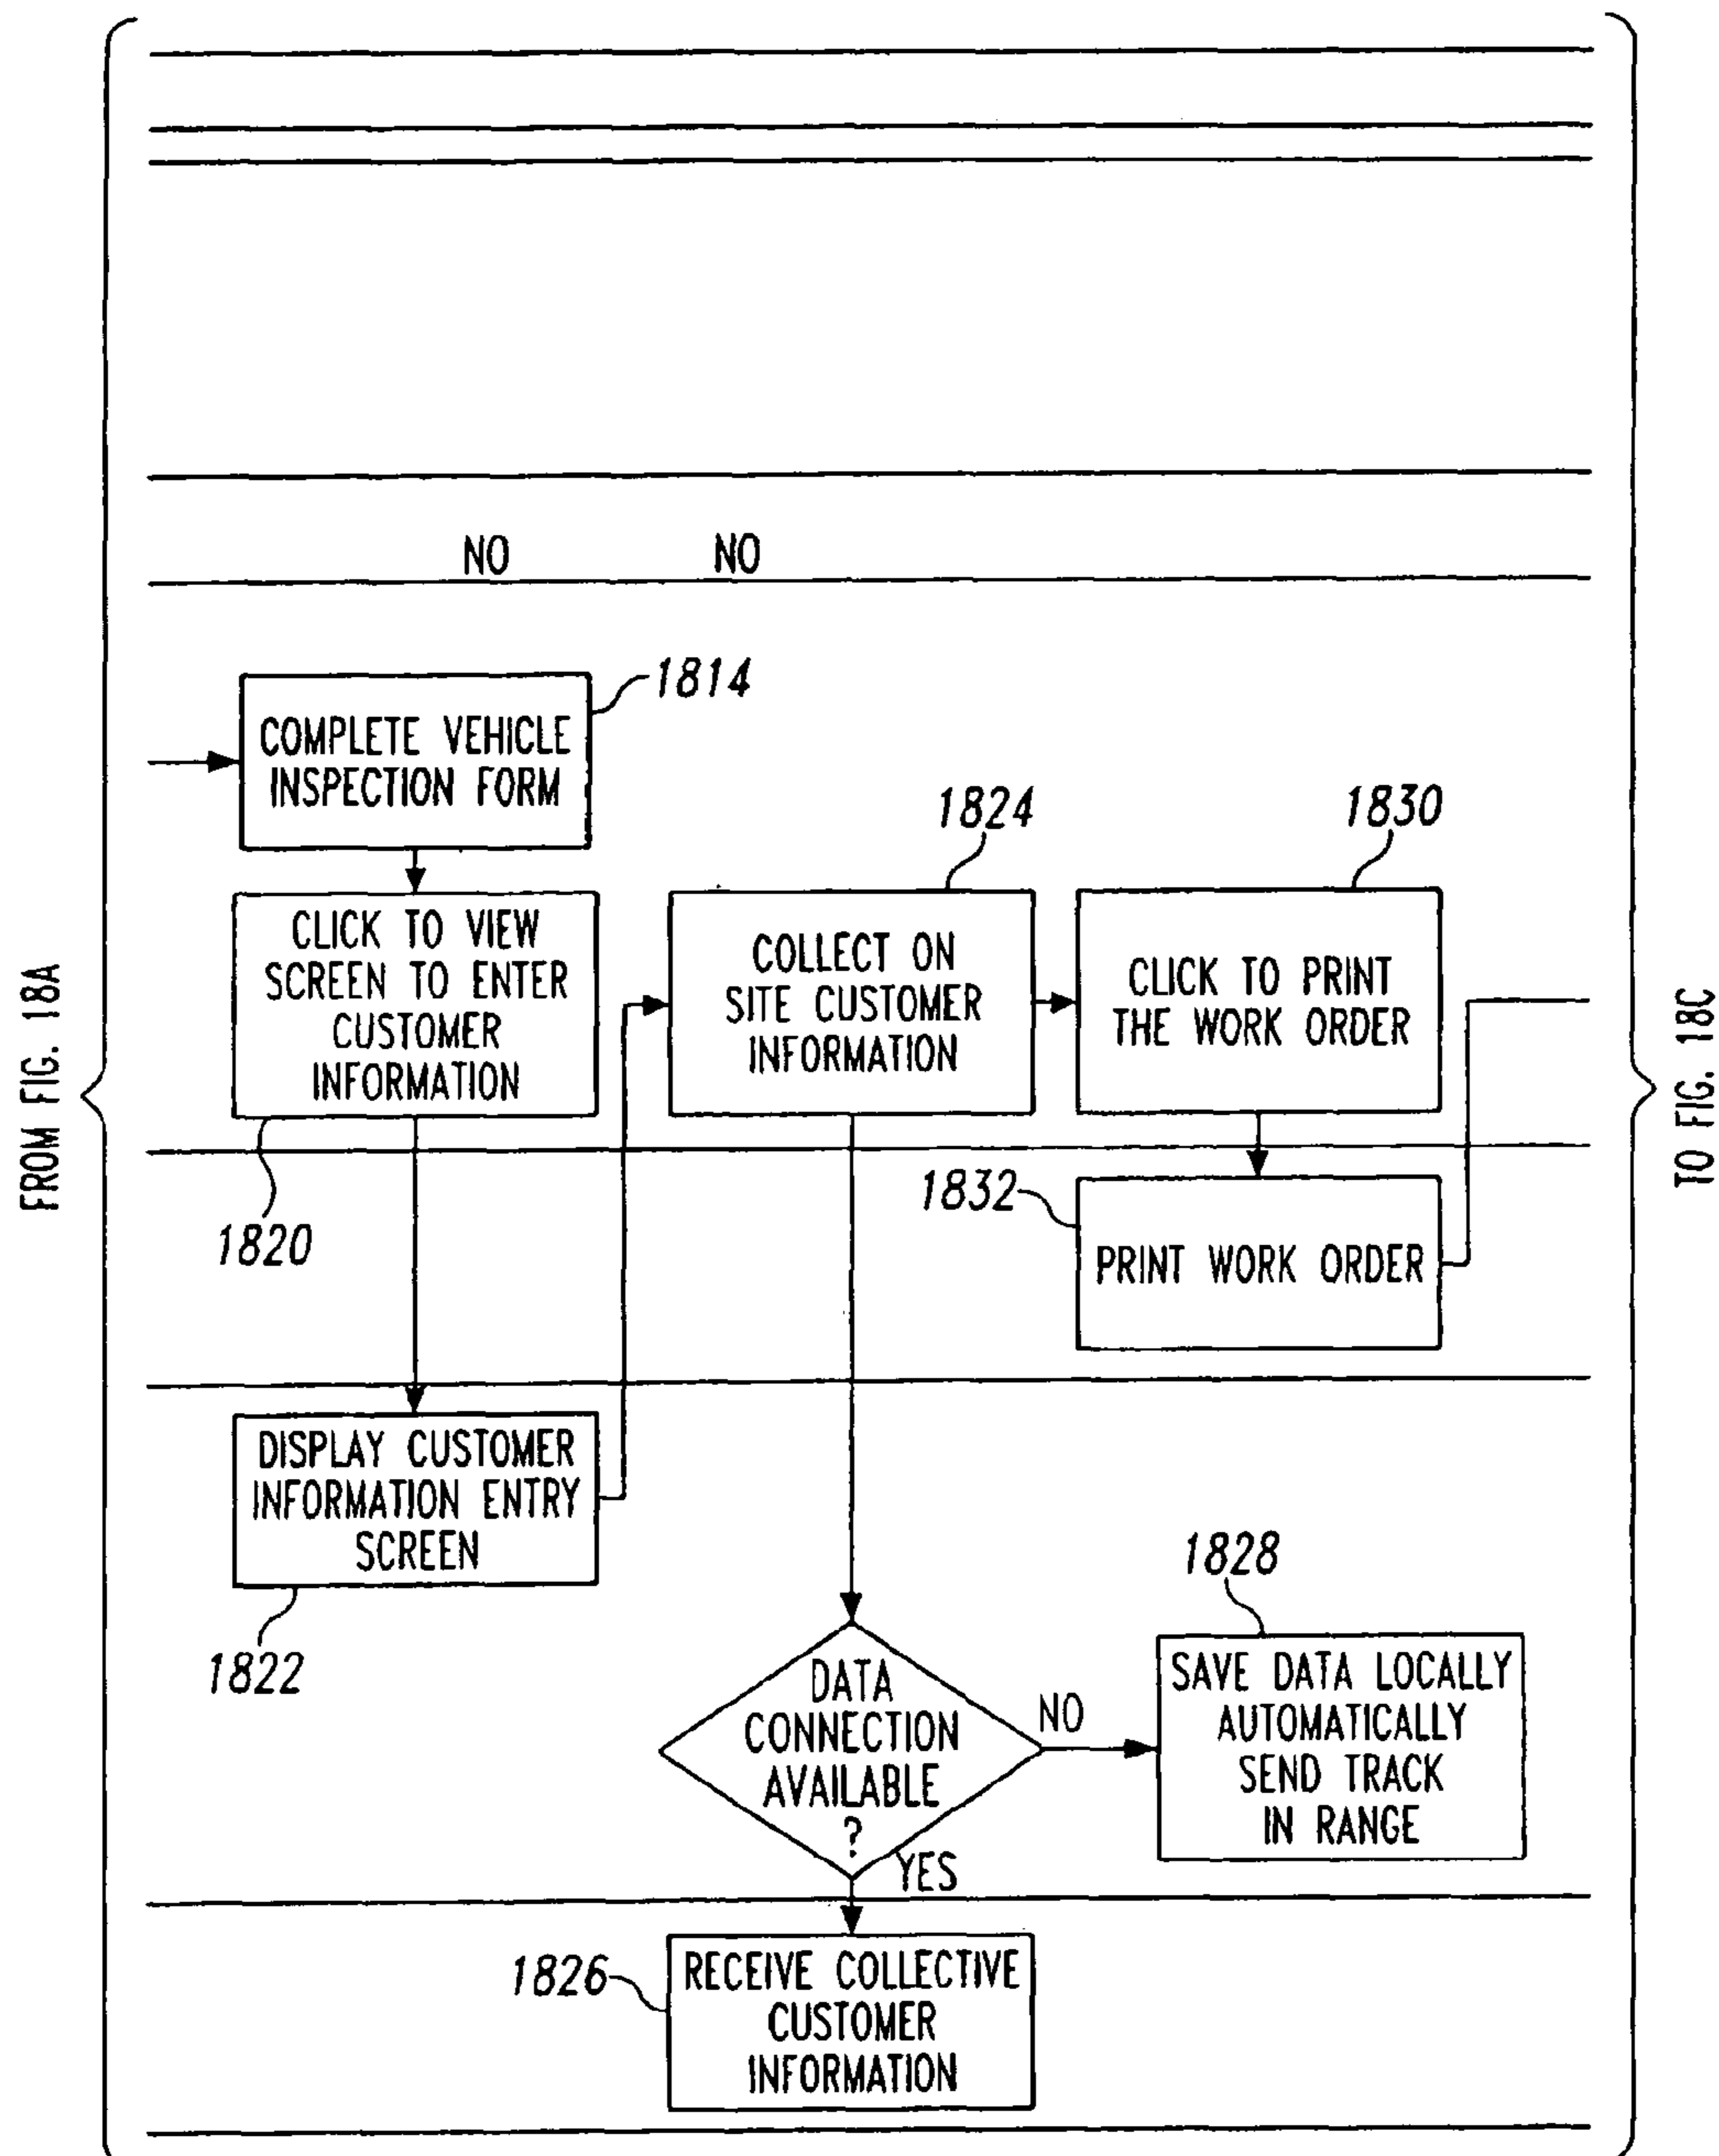 FROM FIG. 18A
TO FIG. 18C
NO
NO
1814
COMPLETE VEHICLE
INSPECTION FORM
1820
CLICK TO VIEW
SCREEN TO ENTER
CUSTOMER
INFORMATION
1824
COLLECT ON
SITE CUSTOMER
INFORMATION
1830
CLICK TO PRINT
THE WORK ORDER
1832
PRINT WORK ORDER
1822
DISPLAY CUSTOMER
INFORMATION ENTRY
SCREEN
DATA
CONNECTION
AVAILABLE
?
NO
YES
1828
SAVE DATA LOCALLY
AUTOMATICALLY
SEND TRACK
IN RANGE
1826
RECEIVE COLLECTIVE
CUSTOMER
INFORMATION